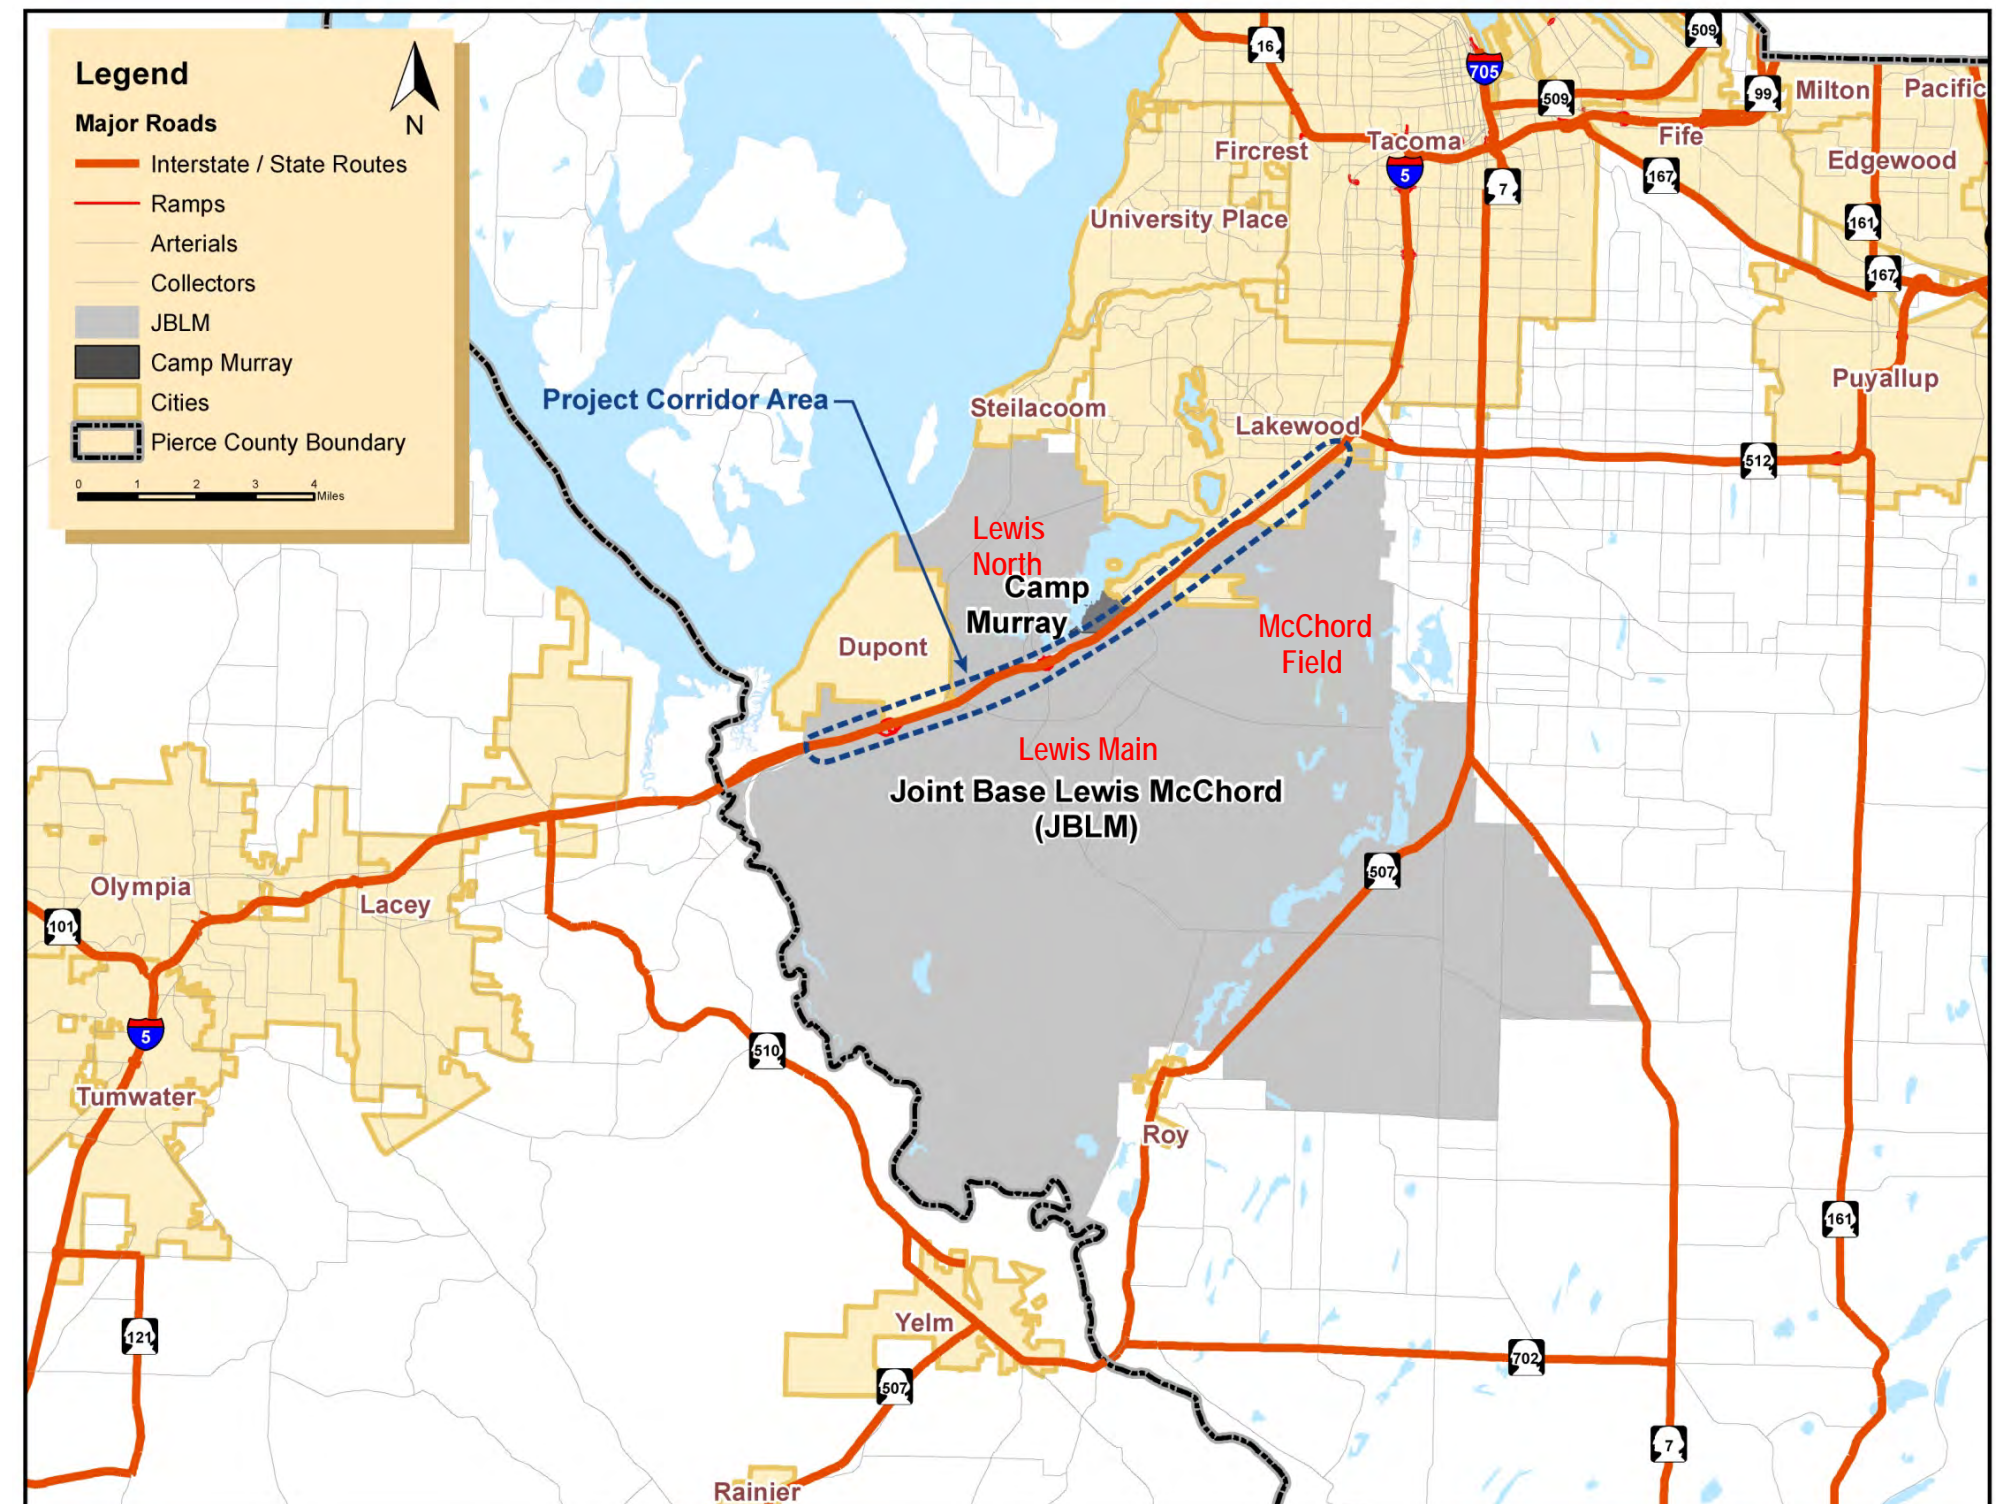 Legend
N
Major Roads
Interstate / State Routes
Ramps
Arterials
Collectors
JBLM
Camp Murray
Cities
Pierce County Boundary
0 1 2 3 4
Miles
16
705
509
509
99
Milton
Pacific
Fircrest
Tacoma
Fife
Edgewood
5
7
167
University Place
161
167
Project Corridor Area
Steilacoom
Lakewood
Puyallup
512
Lewis
North
Camp
Murray
McChord
Field
Dupont
Lewis Main
Joint Base Lewis McChord
(JBLM)
507
Olympia
Lacey
101
5
510
Tumwater
Roy
161
121
Yelm
702
507
7
Rainier